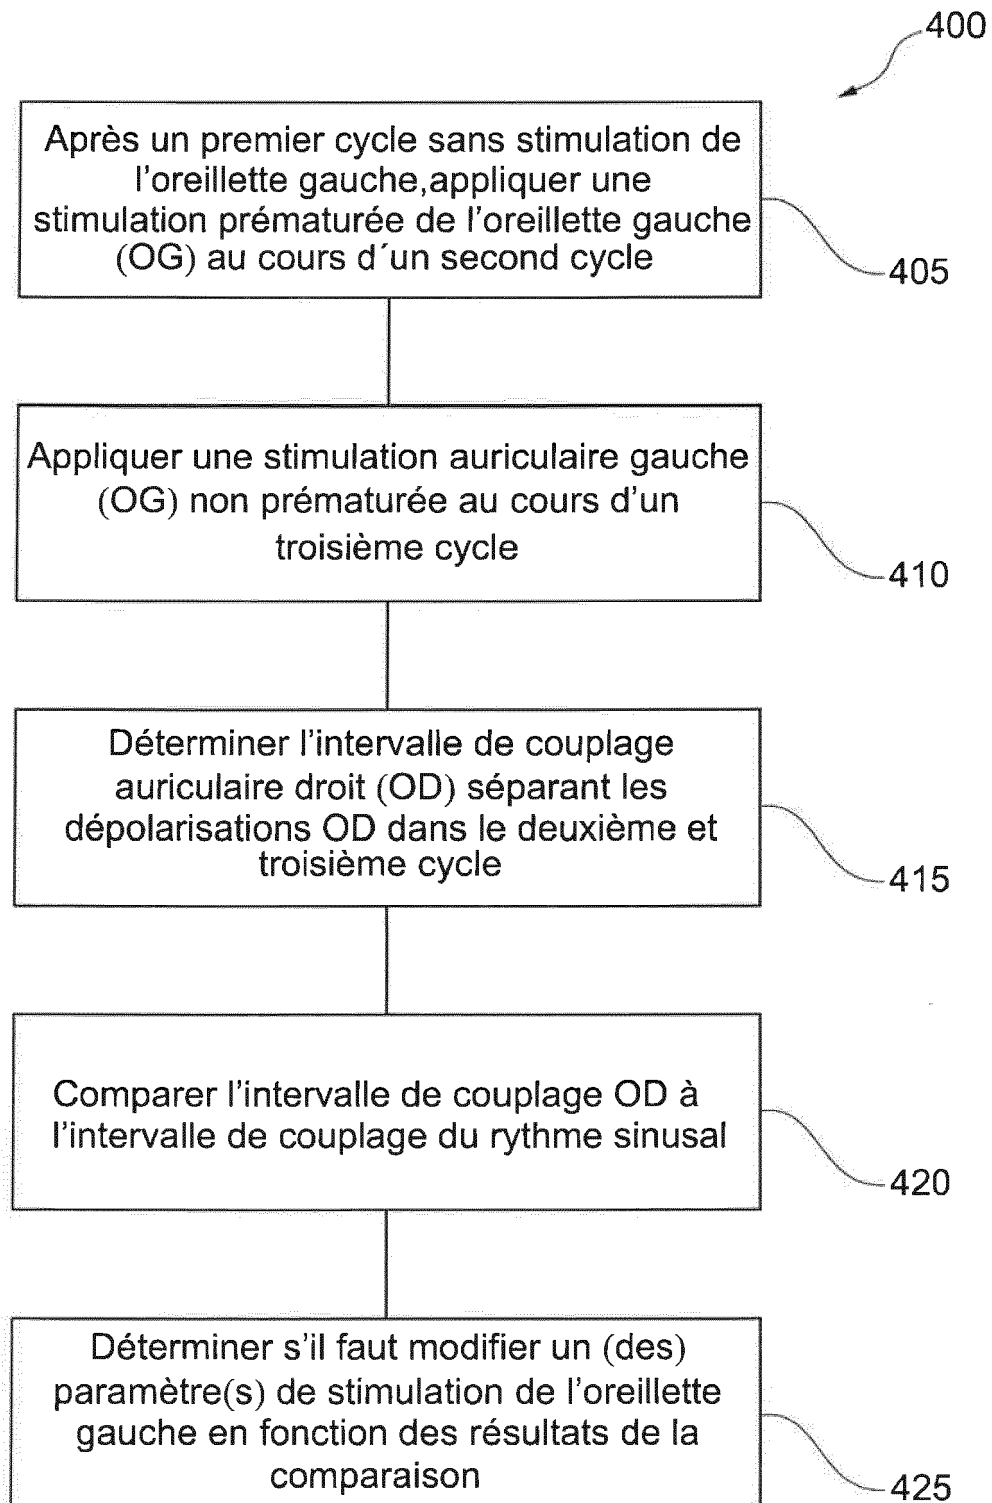 400
Après un premier cycle sans stimulation de
l'oreillette gauche,appliquer une
stimulation prématurée de l'oreillette gauche
(OG) au cours d´un second cycle
405
Appliquer une stimulation auriculaire gauche
(OG) non prématurée au cours d'un
troisième cycle
410
Déterminer l'intervalle de couplage
auriculaire droit (OD) séparant les
dépolarisations OD dans le deuxième et
troisième cycle
415
Comparer l'intervalle de couplage OD à
l'intervalle de couplage du rythme sinusal
420
Déterminer s'il faut modifier un (des)
paramètre(s) de stimulation de l'oreillette
gauche en fonction des résultats de la
comparaison
425